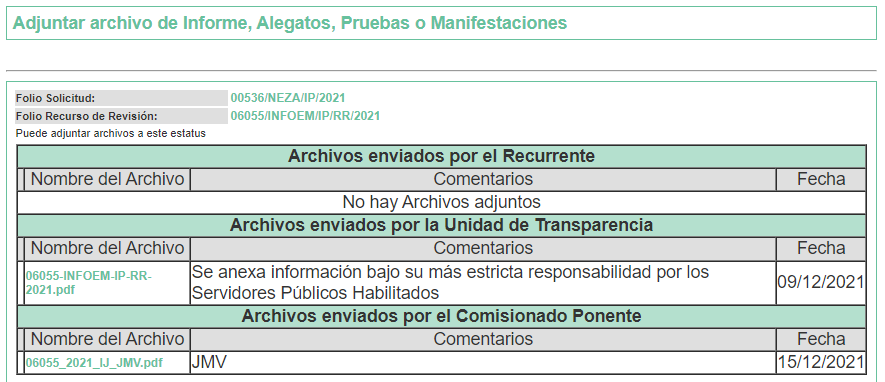 Adjuntar archivo de Informe, Alegatos, Pruebas o Manifestaciones
Folio Solicitud: 00536/NEZA/IP/2021
Folio Recurso de Revisión: 06055/INFOEM/IP/RR/2021
Puede adjuntar archivos a este estatus
Archivos enviados por el Recurrente
Nombre del Archivo Comentarios Fecha
No hay Archivos adjuntos
Archivos enviados por la Unidad de Transparencia
Nombre del Archivo Comentarios Fecha
06055-INFOEM-IP-RR-
2021.pdf
Se anexa información bajo su más estricta responsabilidad por los
Servidores Públicos Habilitados
09/12/2021
Archivos enviados por el Comisionado Ponente
Nombre del Archivo Comentarios Fecha
06055_2021_IJ_JMV.pdf JMV 15/12/2021